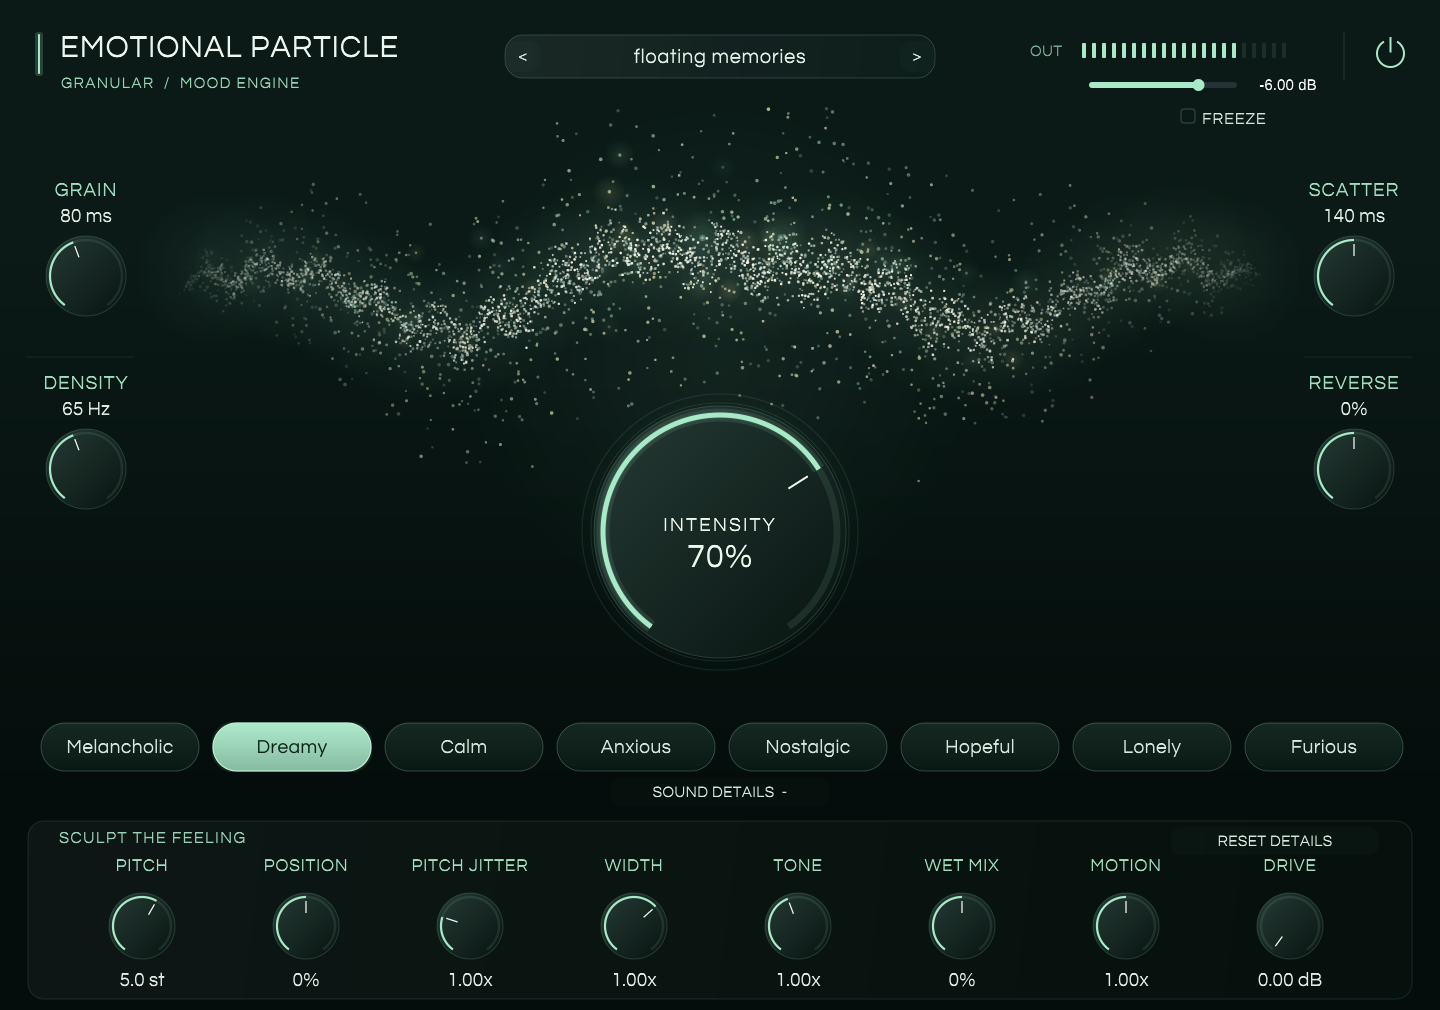 EMOTIONAL PARTICLE
GRANULAR / MOOD ENGINE
< floating memories >
OUT
-6.00 dB
FREEZE
GRAIN
80 ms
SCATTER
140 ms
DENSITY
65 Hz
REVERSE
0%
INTENSITY
70%
Melancholic Dreamy Calm Anxious Nostalgic Hopeful Lonely Furious
SOUND DETAILS -
SCULPT THE FEELING
RESET DETAILS
PITCH POSITION PITCH JITTER WIDTH TONE WET MIX MOTION DRIVE
5.0 st 0% 1.00x 1.00x 1.00x 0% 1.00x 0.00 dB